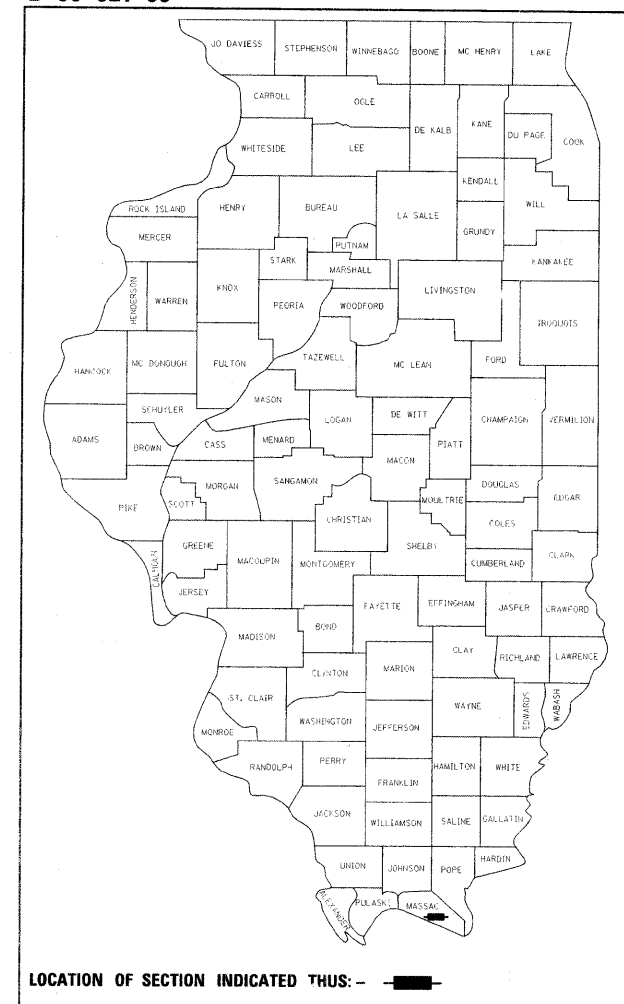 JO DAVIESS STEPHENSON WINNEBAGO BOONE MC HENRY LAKE
CARROLL OGLE DE KALB KANE DU PAGE COOK
WHITESIDE LEE
KENDALL
ROCK ISLAND HENRY BUREAU LA SALLE WILL
MERCER PUTNAM GRUNDY
STARK MARSHALL KANKAKEE
HENDERSON WARREN KNOX PEORIA WOODFORD LIVINGSTON
IROQUOIS
HANCOCK MC DONOUGH FULTON TAZEWELL MC LEAN FORD
MASON
SCHUYLER LOGAN DE WITT CHAMPAIGN VERMILION
ADAMS BROWN CASS MENARD PIATT
MACON
MORGAN SANGAMON DOUGLAS
PIKE SCOTT CHRISTIAN MOULTRIE EDGAR
COLES
GREENE SHELBY
CALHOUN MACOUPIN MONTGOMERY CUMBERLAND CLARK
JERSEY
FAYETTE EFFINGHAM JASPER CRAWFORD
MADISON BOND
CLAY RICHLAND LAWRENCE
CLINTON MARION
ST. CLAIR WAYNE EDWARDS WABASH
WASHINGTON JEFFERSON
MONROE
RANDOLPH PERRY HAMILTON WHITE
FRANKLIN
JACKSON WILLIAMSON SALINE GALLATIN
UNION JOHNSON POPE HARDIN
ALEXANDER PULASKI MASSAC
LOCATION OF SECTION INDICATED THUS: -